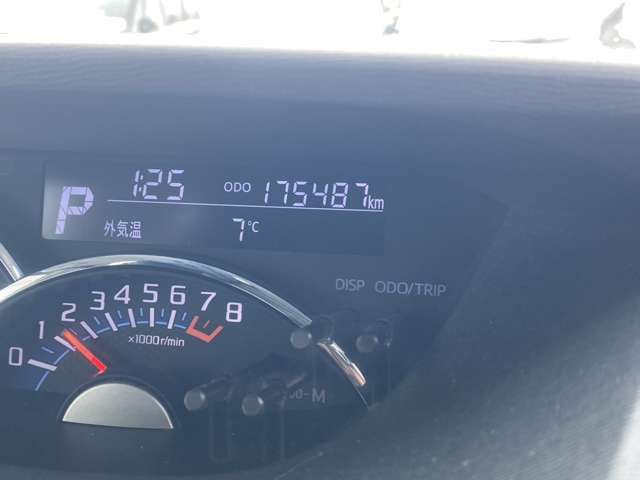 1:25 ODO 175487km
P
外気温 7°C
DISP ODO/TRIP
0 1 2 3 4 5 6 7 8
×1000r/min